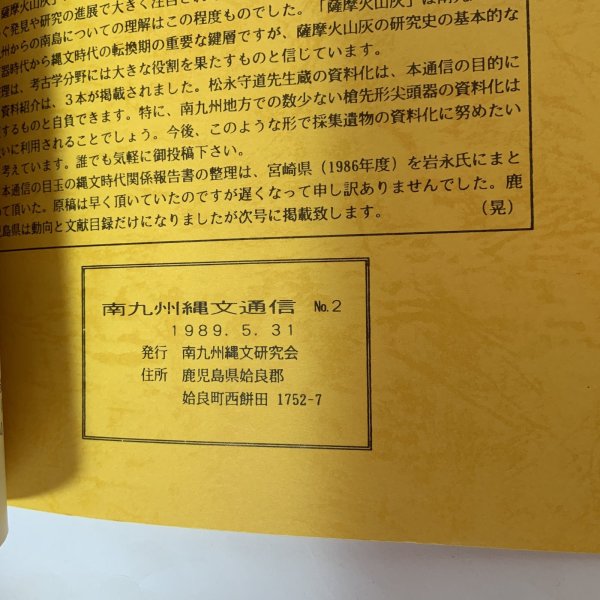 薩摩火山灰」
く発見や研究の進展で大きく注目され
州からの南島についての理解はこの程度ものでした。「薩摩火山灰」は南九
器時代から縄文時代の転換期の重要な鍵層ですが、薩摩火山灰の研究史の基本的な
理は、考古学分野には大きな役割を果たすものと信じています。
資料紹介は、3本が掲載されました。松永守道先生蔵の資料化は、本通信の目的に
するものと自負できます。特に、南九州地方での数少ない槍先形尖頭器の資料化は
いに利用されることでしょう。今後、このような形で採集遺物の資料化に努めたい
考えています。誰でも気軽に御投稿下さい。
本通信の目玉の縄文時代関係報告書の整理は、宮崎県(1986年度)を岩永氏にまと
て頂いた。原稿は早く頂いていたのですが遅くなって申し訳ありませんでした。鹿
児島県は動向と文献目録だけになりましたが次号に掲載致します。 (晃)
南九州縄文通信 No.2
1989.5.31
発行 南九州縄文研究会
住所 鹿児島県姶良郡
姶良町西餅田 1752-7